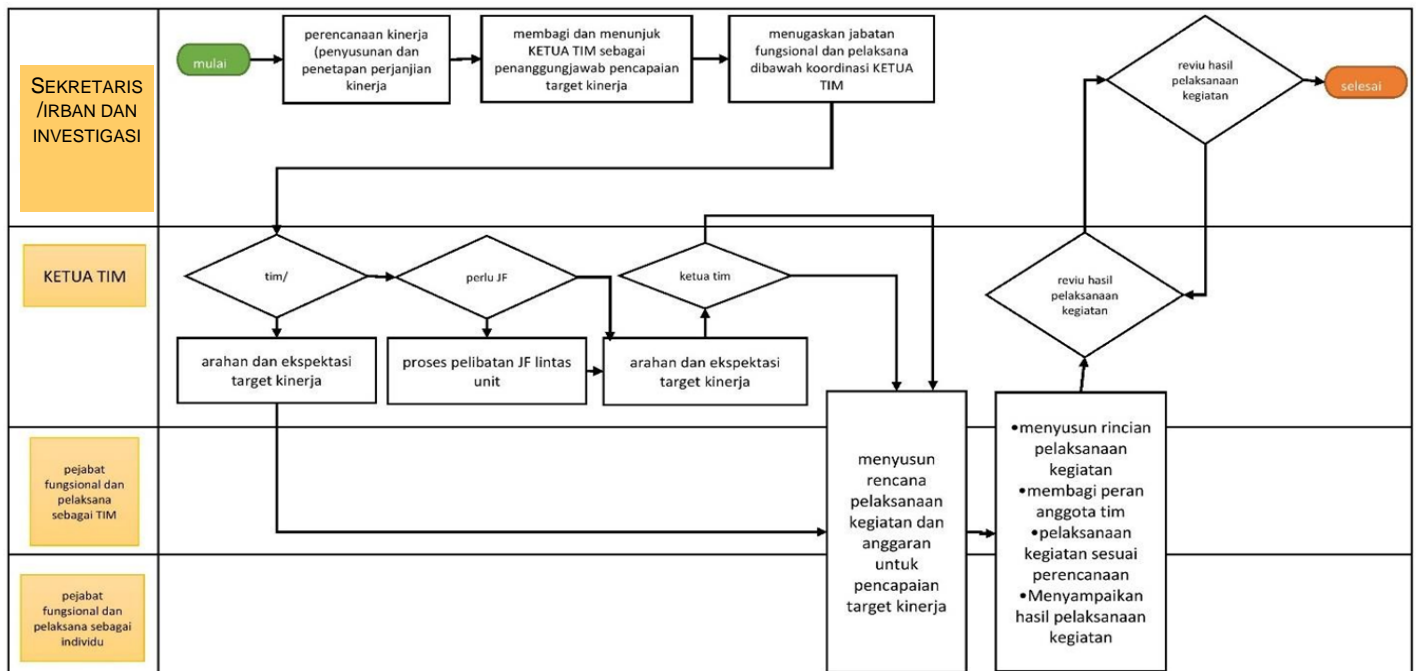 SEKRETARIS
/IRBAN DAN
INVESTIGASI
mulai
perencanaan kinerja
(penyusunan dan
penetapan perjanjian
kinerja
membagi dan menunjuk
KETUA TIM sebagai
penanggungjawab pencapaian
target kinerja
menugaskan jabatan
fungsional dan pelaksana
dibawah koordinasi KETUA
TIM
reviu hasil
pelaksanaan
kegiatan
selesai
KETUA TIM
tim/
perlu JF
ketua tim
reviu hasil
pelaksanaan
kegiatan
arahan dan ekspektasi
target kinerja
proses pelibatan JF lintas
unit
arahan dan ekspektasi
target kinerja
pejabat
fungsional dan
pelaksana
sebagai TIM
menyusun
rencana
pelaksanaan
kegiatan dan
anggaran
untuk
pencapaian
target kinerja
•menyusun rincian
pelaksanaan
kegiatan
•membagi peran
anggota tim
•pelaksanaan
kegiatan sesuai
perencanaan
•Menyampaikan
hasil pelaksanaan
kegiatan
pejabat
fungsional dan
pelaksana sebagai
individu